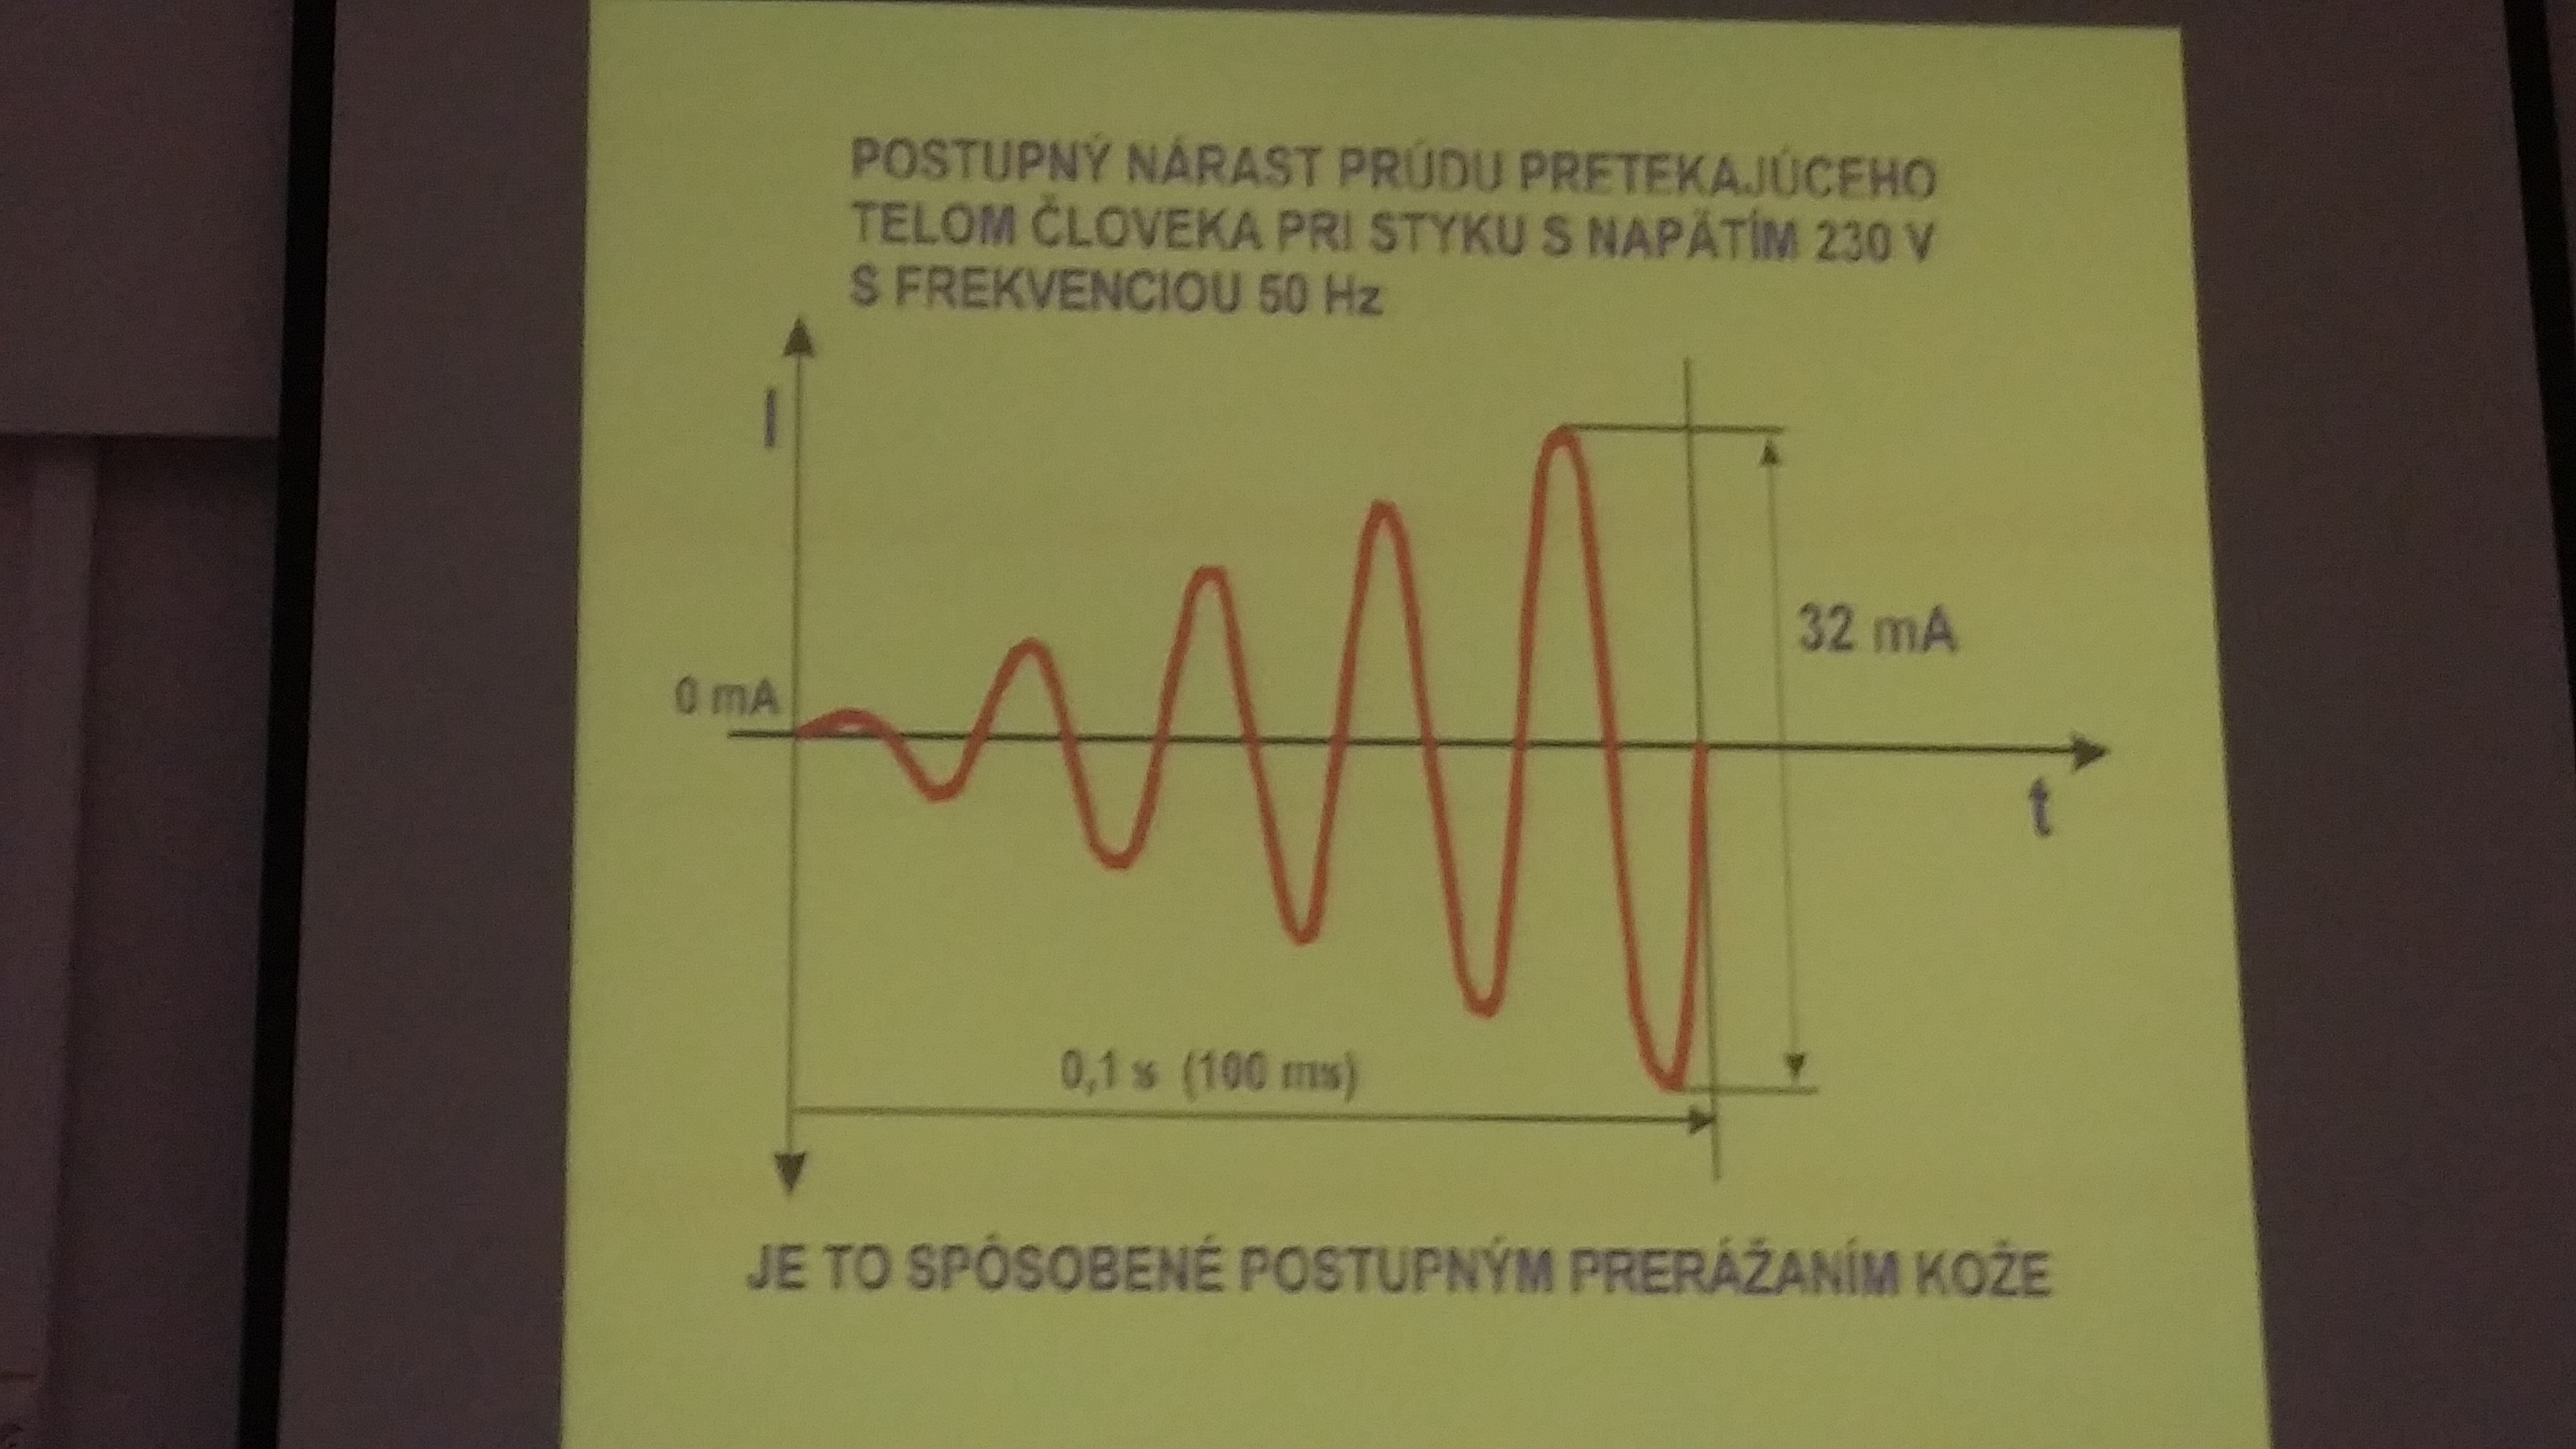 POSTUPNÝ NÁRAST PRÚDU PRETEKAJÚCEHO
TELOM ČLOVEKA PRI STYKU S NAPÄTÍM 230 V
S FREKVENCIOU 50 Hz
I
0 mA
32 mA
t
0,1 s (100 ms)
JE TO SPÔSOBENÉ POSTUPNÝM PRERÁŽANÍM KOŽE